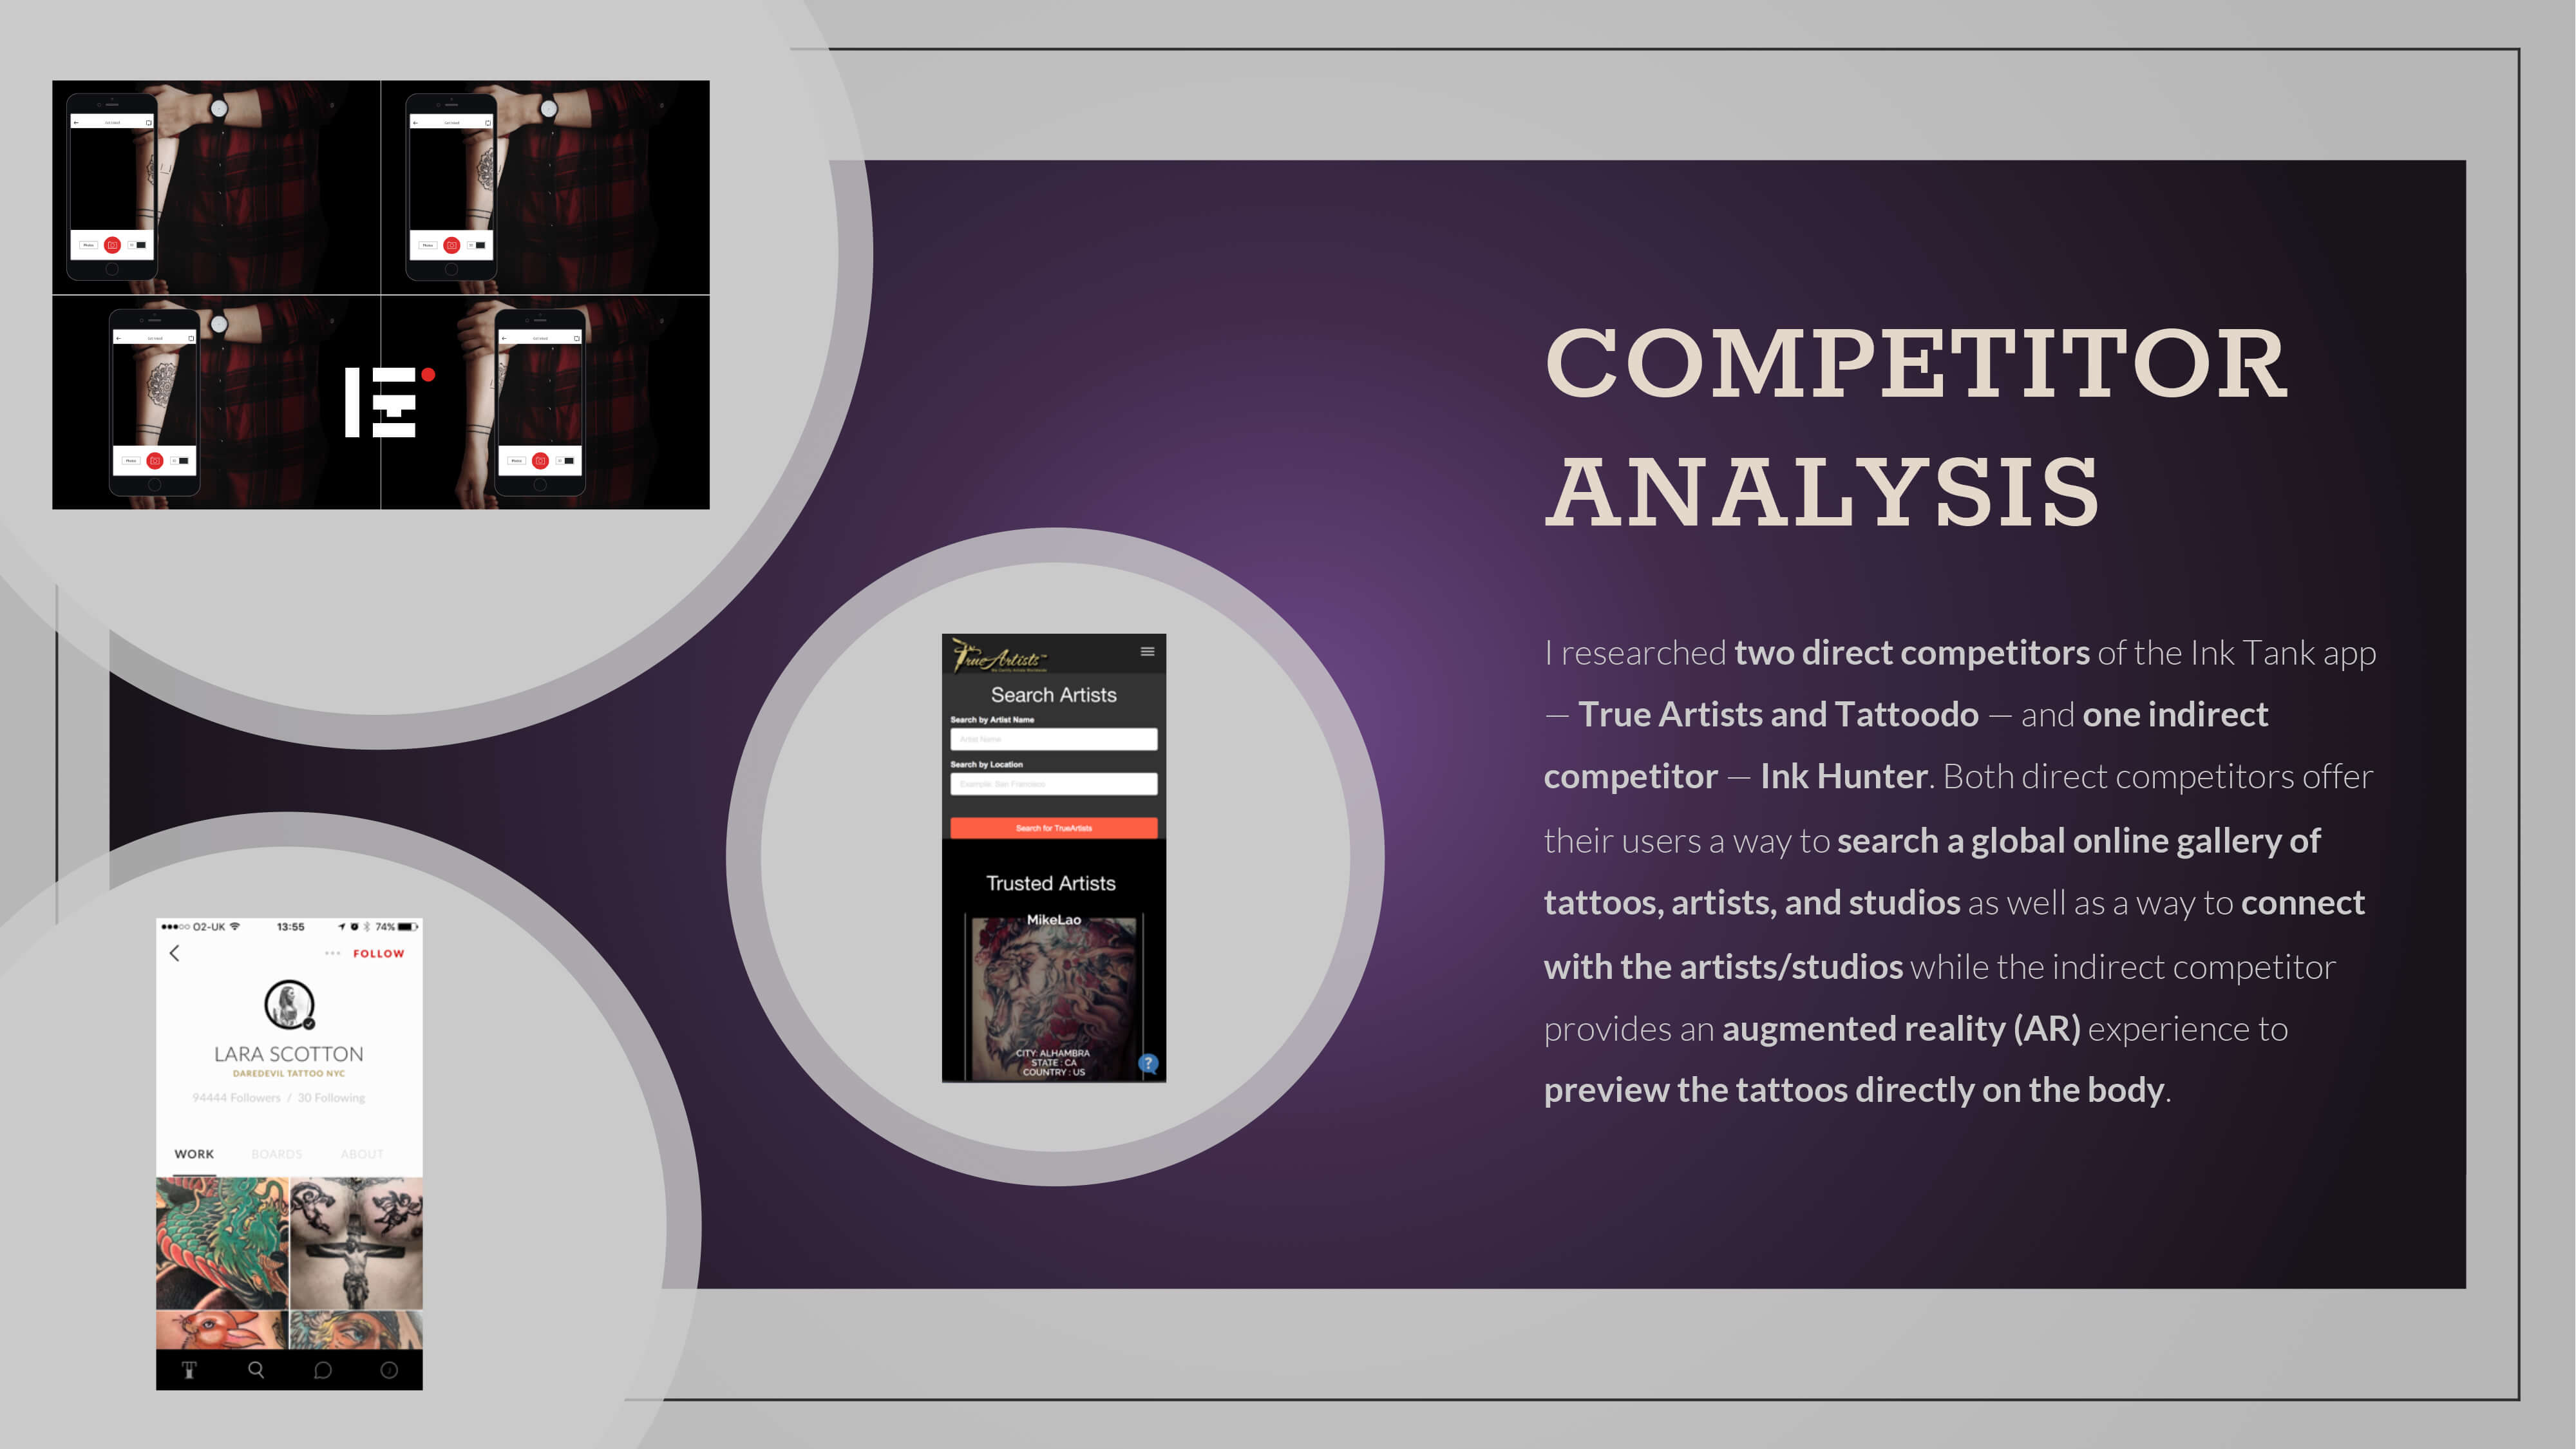 COMPETITOR
ANALYSIS
I researched two direct competitors of the Ink Tank app
— True Artists and Tattoodo — and one indirect
competitor — Ink Hunter. Both direct competitors offer
their users a way to search a global online gallery of
tattoos, artists, and studios as well as a way to connect
with the artists/studios while the indirect competitor
provides an augmented reality (AR) experience to
preview the tattoos directly on the body.
TrueArtists
Search Artists
Search by Artist Name
Artist Name
Search by Location
Example: San Francisco
Search for TrueArtists
Trusted Artists
MikeLao
CITY: ALHAMBRA
STATE : CA
COUNTRY : US
?
O2-UK 13:55 74%
FOLLOW
LARA SCOTTON
DAREDEVIL TATTOO NYC
94444 Followers / 30 Following
WORK BOARDS ABOUT